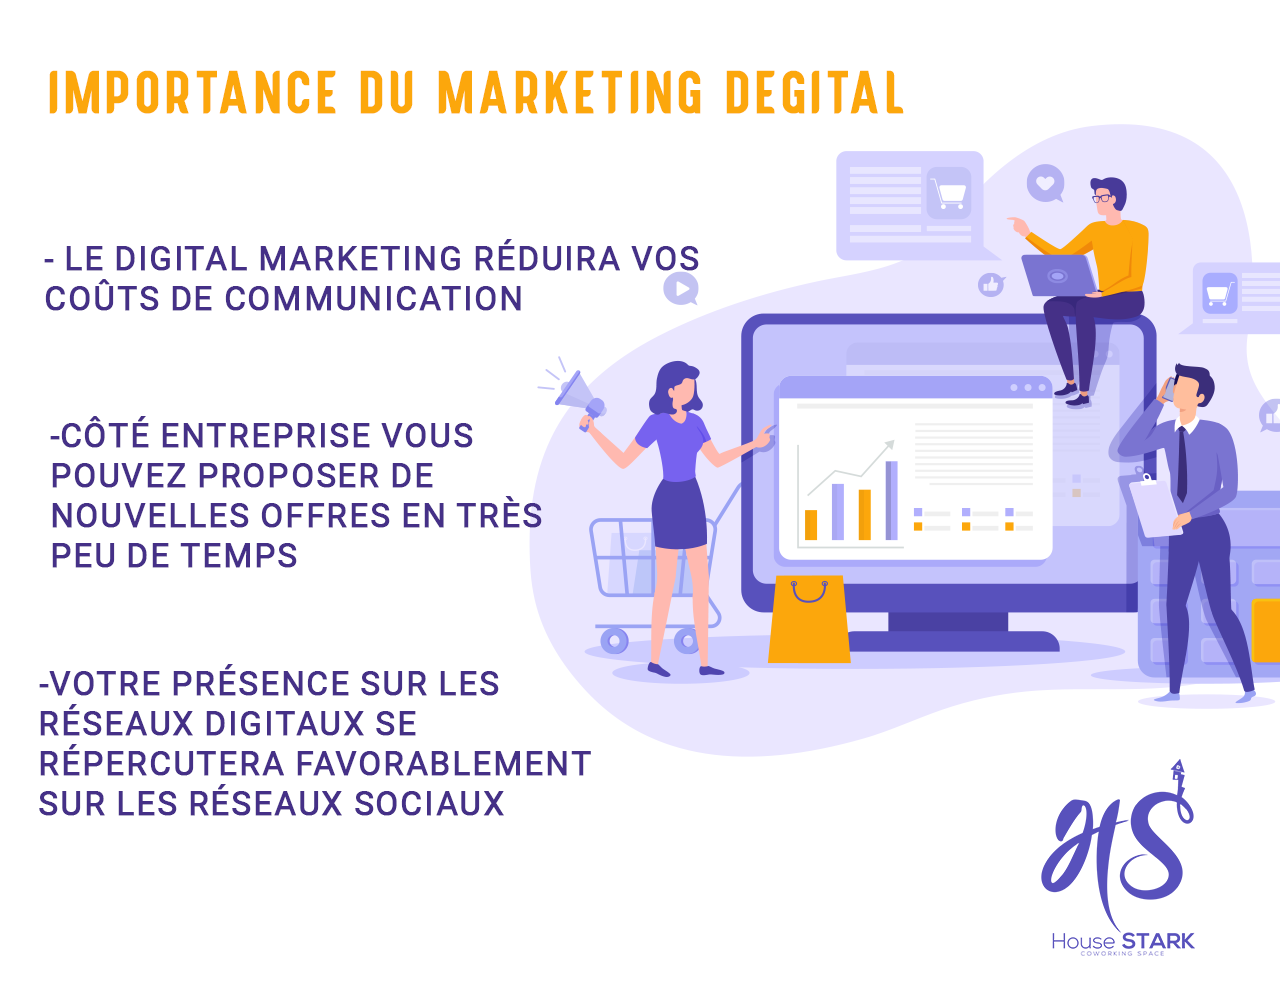 IMPORTANCE DU MARKETING DEGITAL
- LE DIGITAL MARKETING RÉDUIRA VOS
COÛTS DE COMMUNICATION
-CÔTÉ ENTREPRISE VOUS
POUVEZ PROPOSER DE
NOUVELLES OFFRES EN TRÈS
PEU DE TEMPS
-VOTRE PRÉSENCE SUR LES
RÉSEAUX DIGITAUX SE
RÉPERCUTERA FAVORABLEMENT
SUR LES RÉSEAUX SOCIAUX
HS
House STARK
COWORKING SPACE